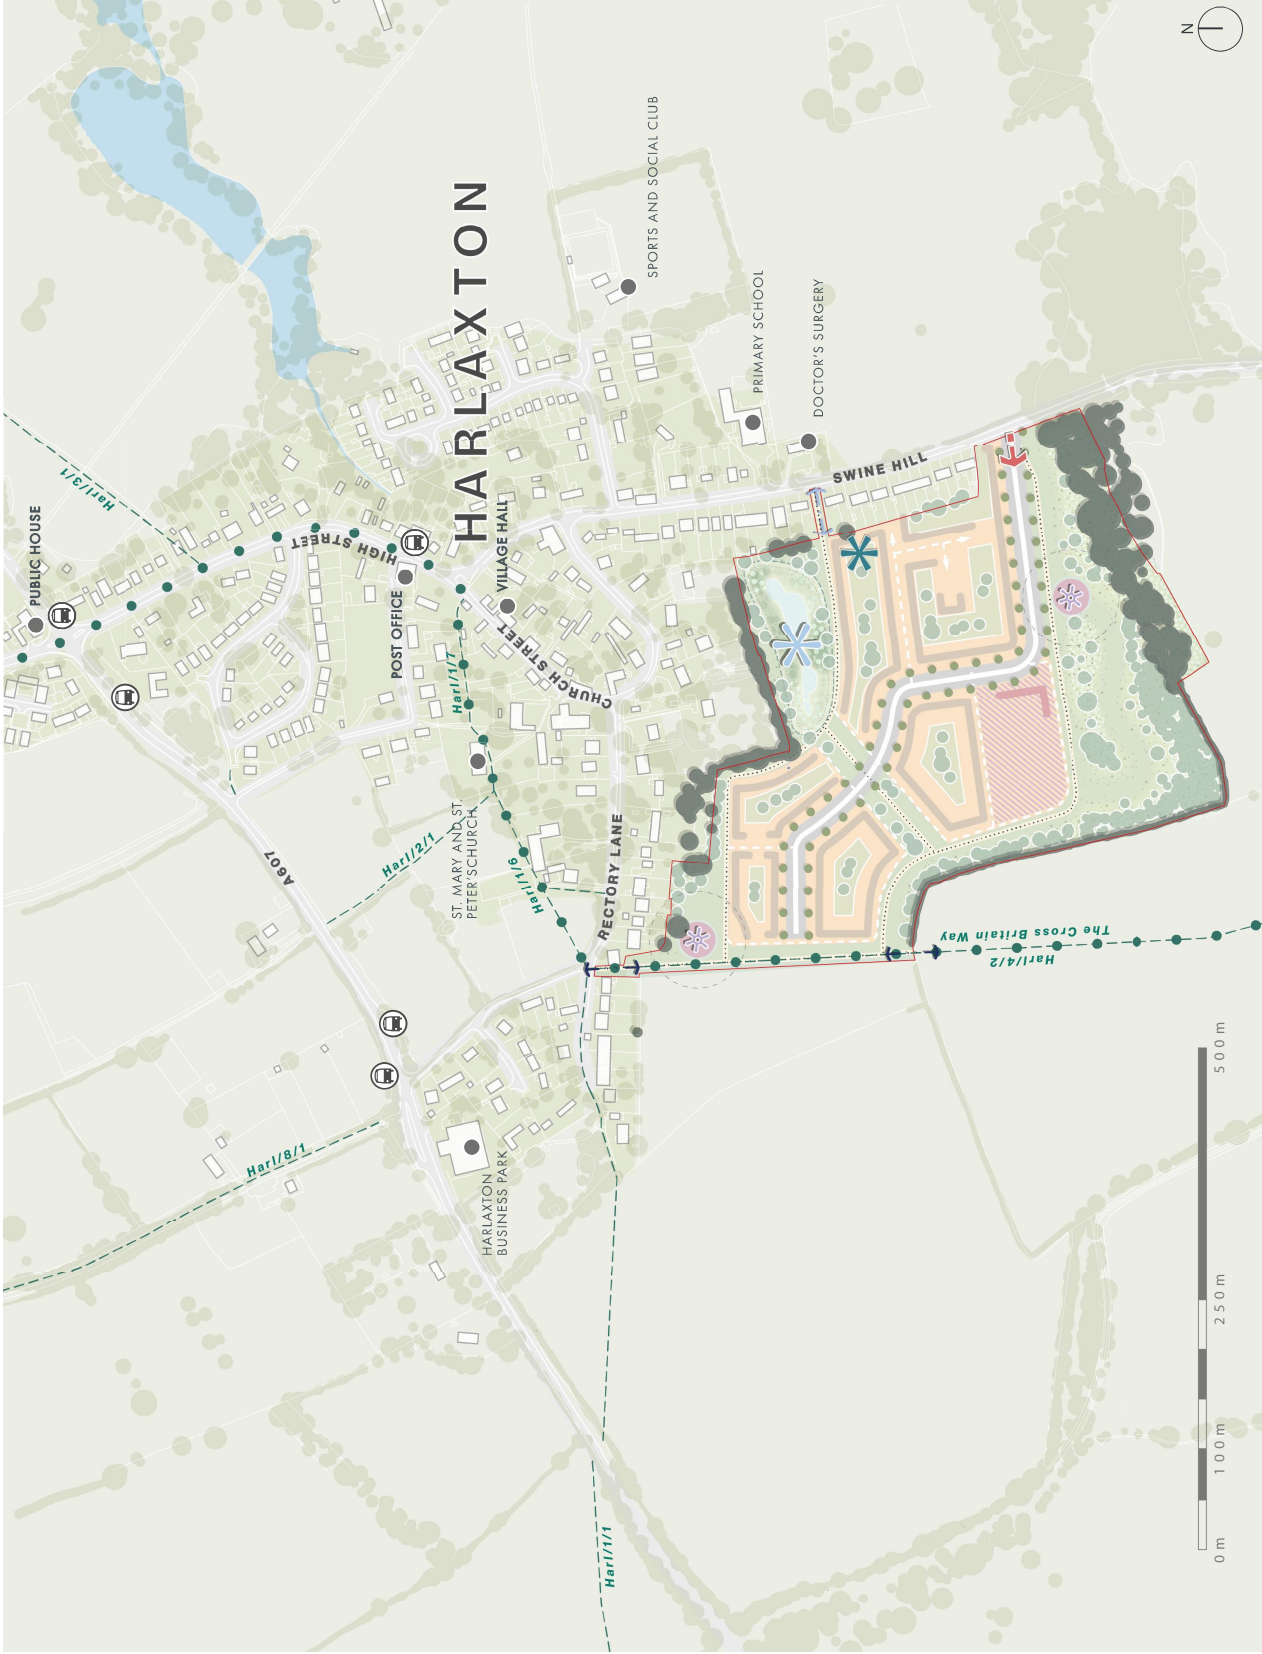 N
HARLAXTON
PUBLIC HOUSE
Harl/3/1
HIGH STREET
POST OFFICE
VILLAGE HALL
CHURCH STREET
Harl/1/7
SPORTS AND SOCIAL CLUB
PRIMARY SCHOOL
DOCTOR'S SURGERY
SWINE HILL
A607
Harl/2/1
ST. MARY AND ST.
PETER'S CHURCH
Harl/1/6
RECTORY LANE
Harl/8/1
HARLAXTON
BUSINESS PARK
Harl/1/1
The Cross Britain Way
Harl/4/2
0m
100m
250m
500m